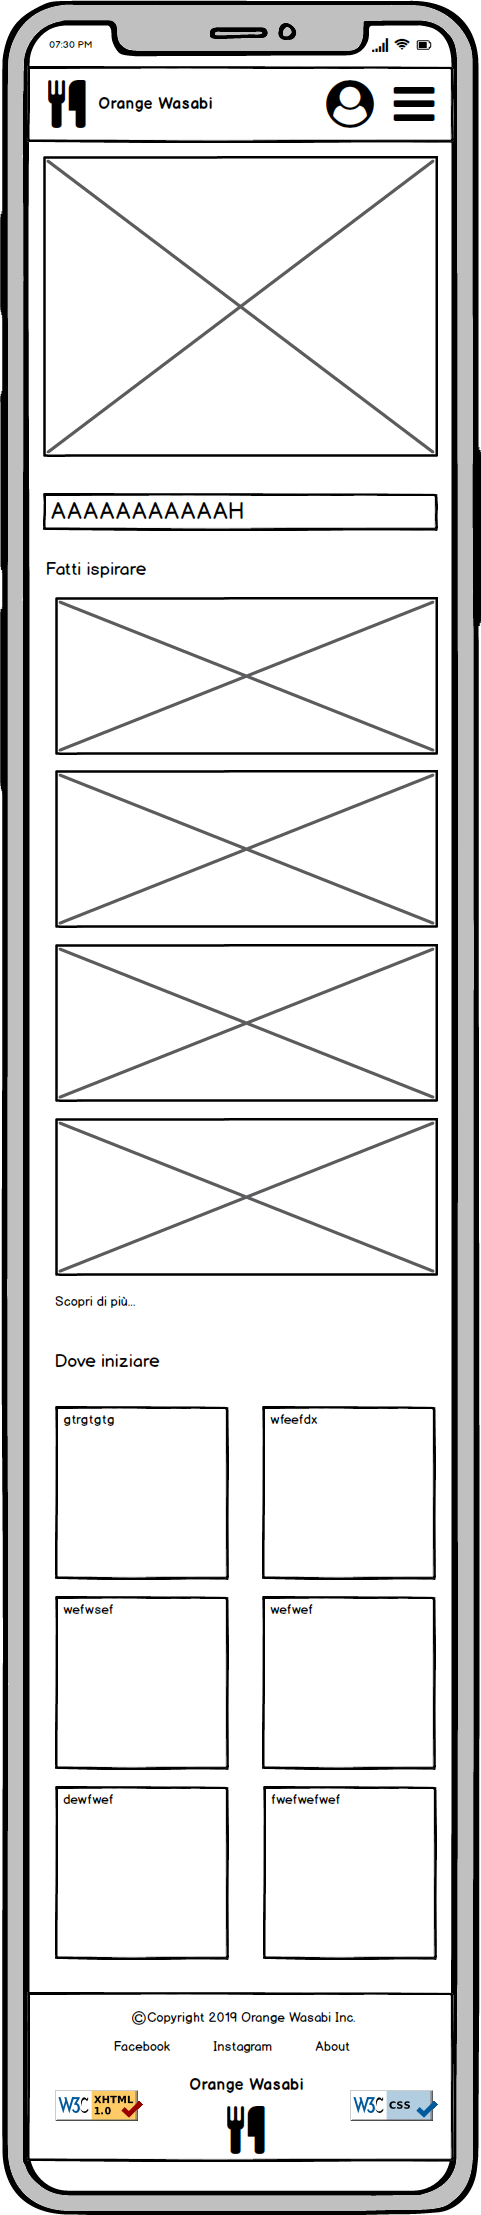 07:30 PM
Orange Wasabi
AAAAAAAAAAAH
Fatti ispirare
Scopri di più...
Dove iniziare
gtrgtgtg
wfeefdx
wefwsef
wefwef
dewfwef
fwefwefwef
©Copyright 2019 Orange Wasabi Inc.
Facebook Instagram About
Orange Wasabi
W3C XHTML 1.0
W3C CSS